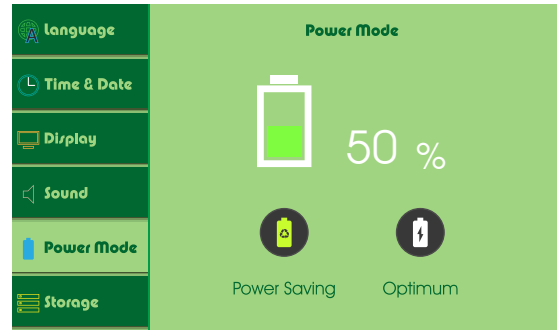 Language
Time & Date
Display
Sound
Power Mode
Storage
Power Mode
50 %
Power Saving
Optimum